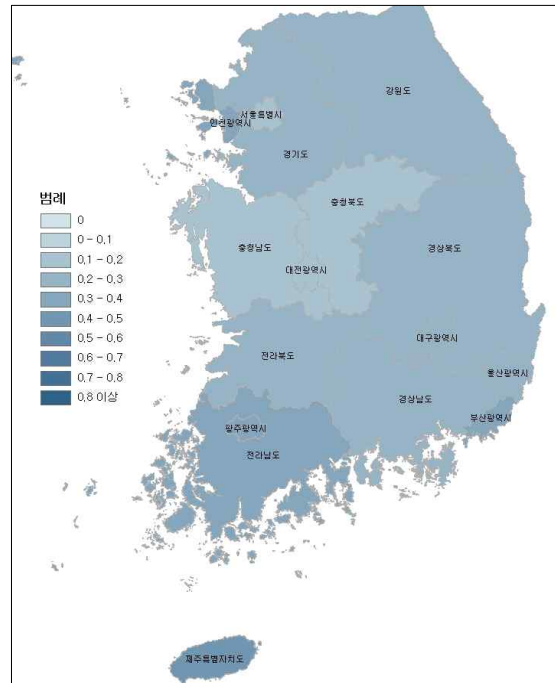 강원도
서울특별시
인천광역시
경기도
충청북도
범례
0
0 - 0.1
0.1 - 0.2
0.2 - 0.3
0.3 - 0.4
0.4 - 0.5
0.5 - 0.6
0.6 - 0.7
0.7 - 0.8
0.8 이상
충청남도
경상북도
대전광역시
대구광역시
전라북도
울산광역시
경상남도
부산광역시
광주광역시
전라남도
제주특별자치도